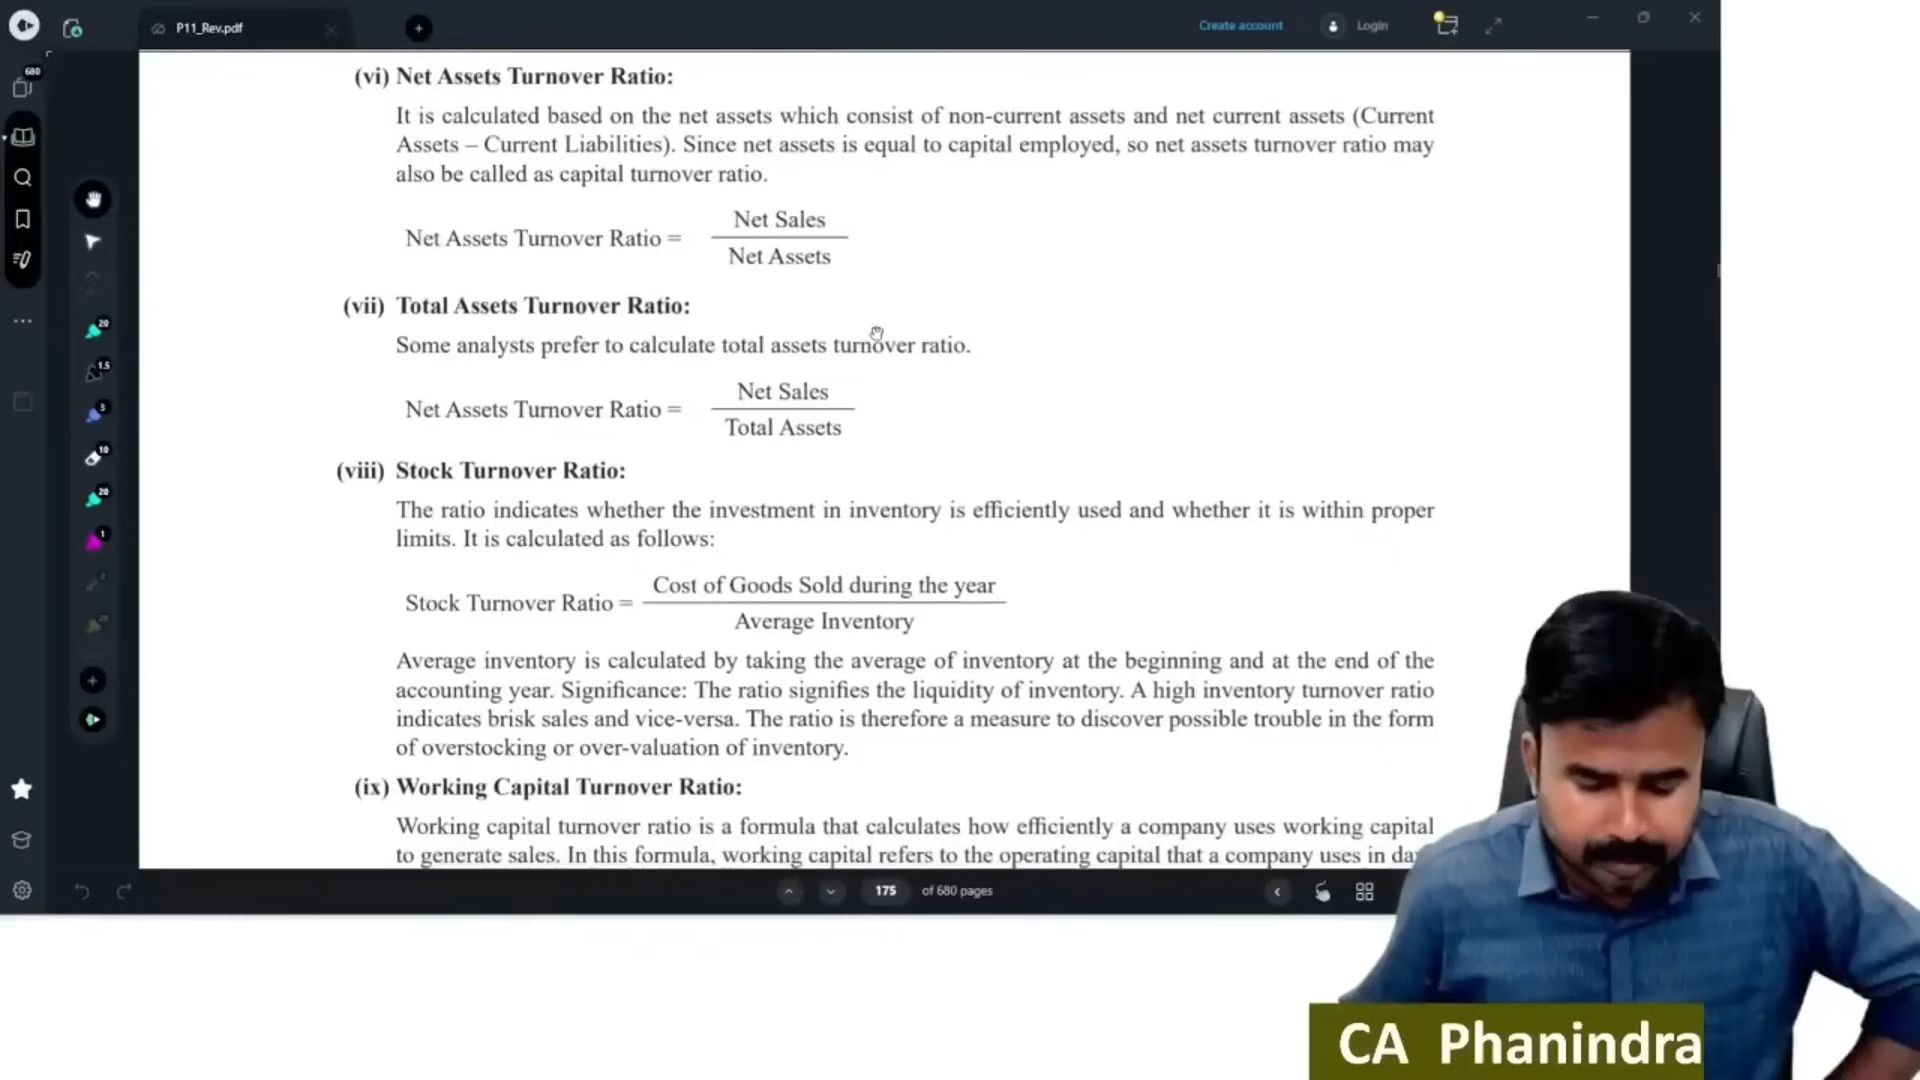 P11_Rev.pdf
Create account
Login
680
(vi) Net Assets Turnover Ratio:
It is calculated based on the net assets which consist of non-current assets and net current assets (Current
Assets – Current Liabilities). Since net assets is equal to capital employed, so net assets turnover ratio may
also be called as capital turnover ratio.
Net Assets Turnover Ratio =
Net Sales
Net Assets
(vii) Total Assets Turnover Ratio:
Some analysts prefer to calculate total assets turnover ratio.
Net Assets Turnover Ratio =
Net Sales
Total Assets
(viii) Stock Turnover Ratio:
The ratio indicates whether the investment in inventory is efficiently used and whether it is within proper
limits. It is calculated as follows:
Stock Turnover Ratio =
Cost of Goods Sold during the year
Average Inventory
Average inventory is calculated by taking the average of inventory at the beginning and at the end of the
accounting year. Significance: The ratio signifies the liquidity of inventory. A high inventory turnover ratio
indicates brisk sales and vice-versa. The ratio is therefore a measure to discover possible trouble in the form
of overstocking or over-valuation of inventory.
(ix) Working Capital Turnover Ratio:
Working capital turnover ratio is a formula that calculates how efficiently a company uses working capital
to generate sales. In this formula, working capital refers to the operating capital that a company uses in
20
1.5
3
10
20
1
175 of 680 pages
CA Phanindra